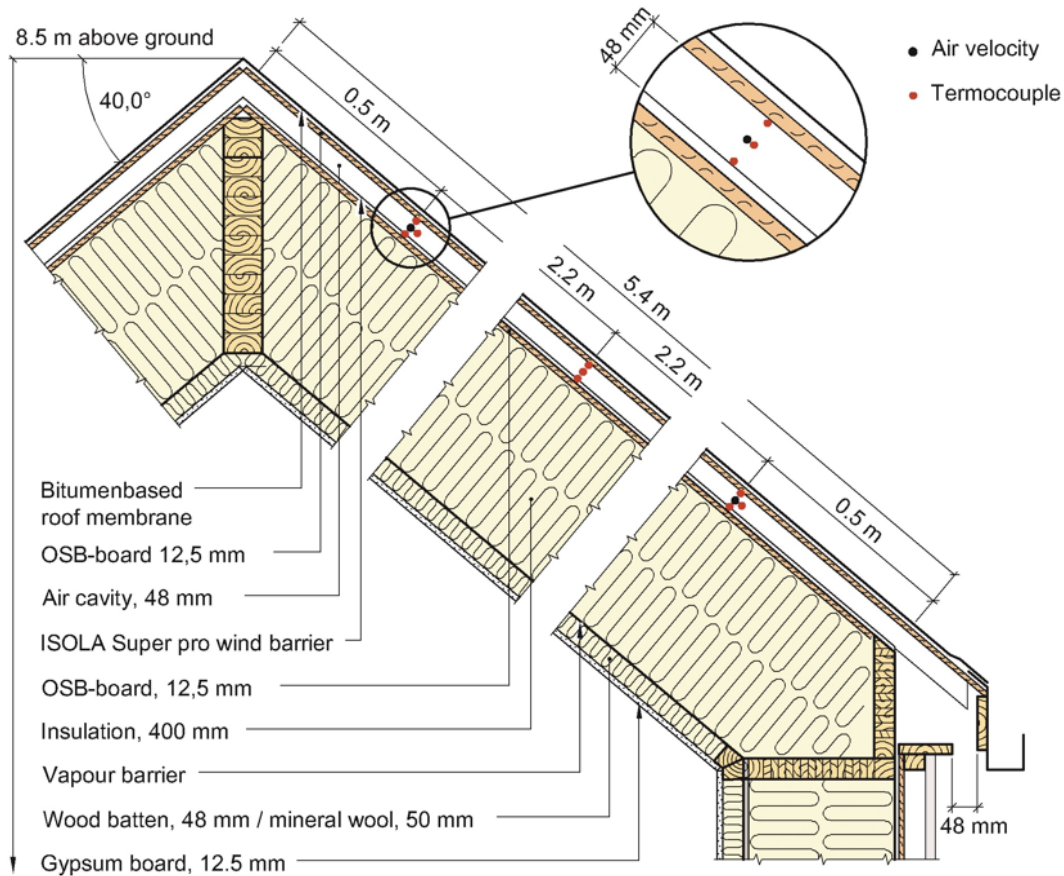 8.5 m above ground
40,0°
0.5 m
48 mm
Air velocity
Termocouple
2.2 m
5.4 m
2.2 m
0.5 m
Bitumenbased
roof membrane
OSB-board 12,5 mm
Air cavity, 48 mm
ISOLA Super pro wind barrier
OSB-board, 12,5 mm
Insulation, 400 mm
Vapour barrier
Wood batten, 48 mm / mineral wool, 50 mm
48 mm
Gypsum board, 12.5 mm